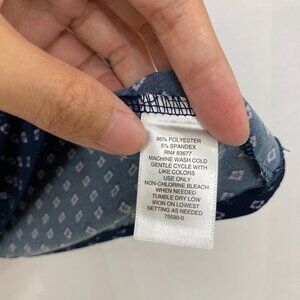 95% POLYESTER
5% SPANDEX
RN# 93677
MACHINE WASH COLD
GENTLE CYCLE WITH
LIKE COLORS
USE ONLY
NON-CHLORINE BLEACH
WHEN NEEDED
TUMBLE DRY LOW
IRON ON LOWEST
SETTING AS NEEDED
78590-0